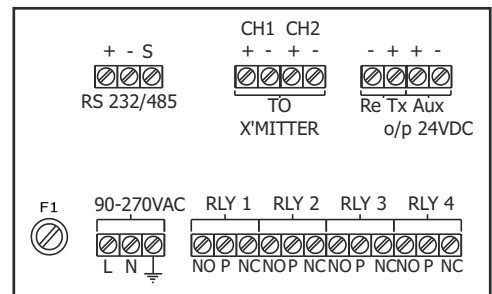 CH1 CH2
+ - S
+ - + -
- + + -
RS 232/485
TO
X'MITTER
Re Tx Aux
o/p 24VDC
F1
90-270VAC
RLY 1
RLY 2
RLY 3
RLY 4
L N
NO P NC
NO P NC
NO P NC
NO P NC